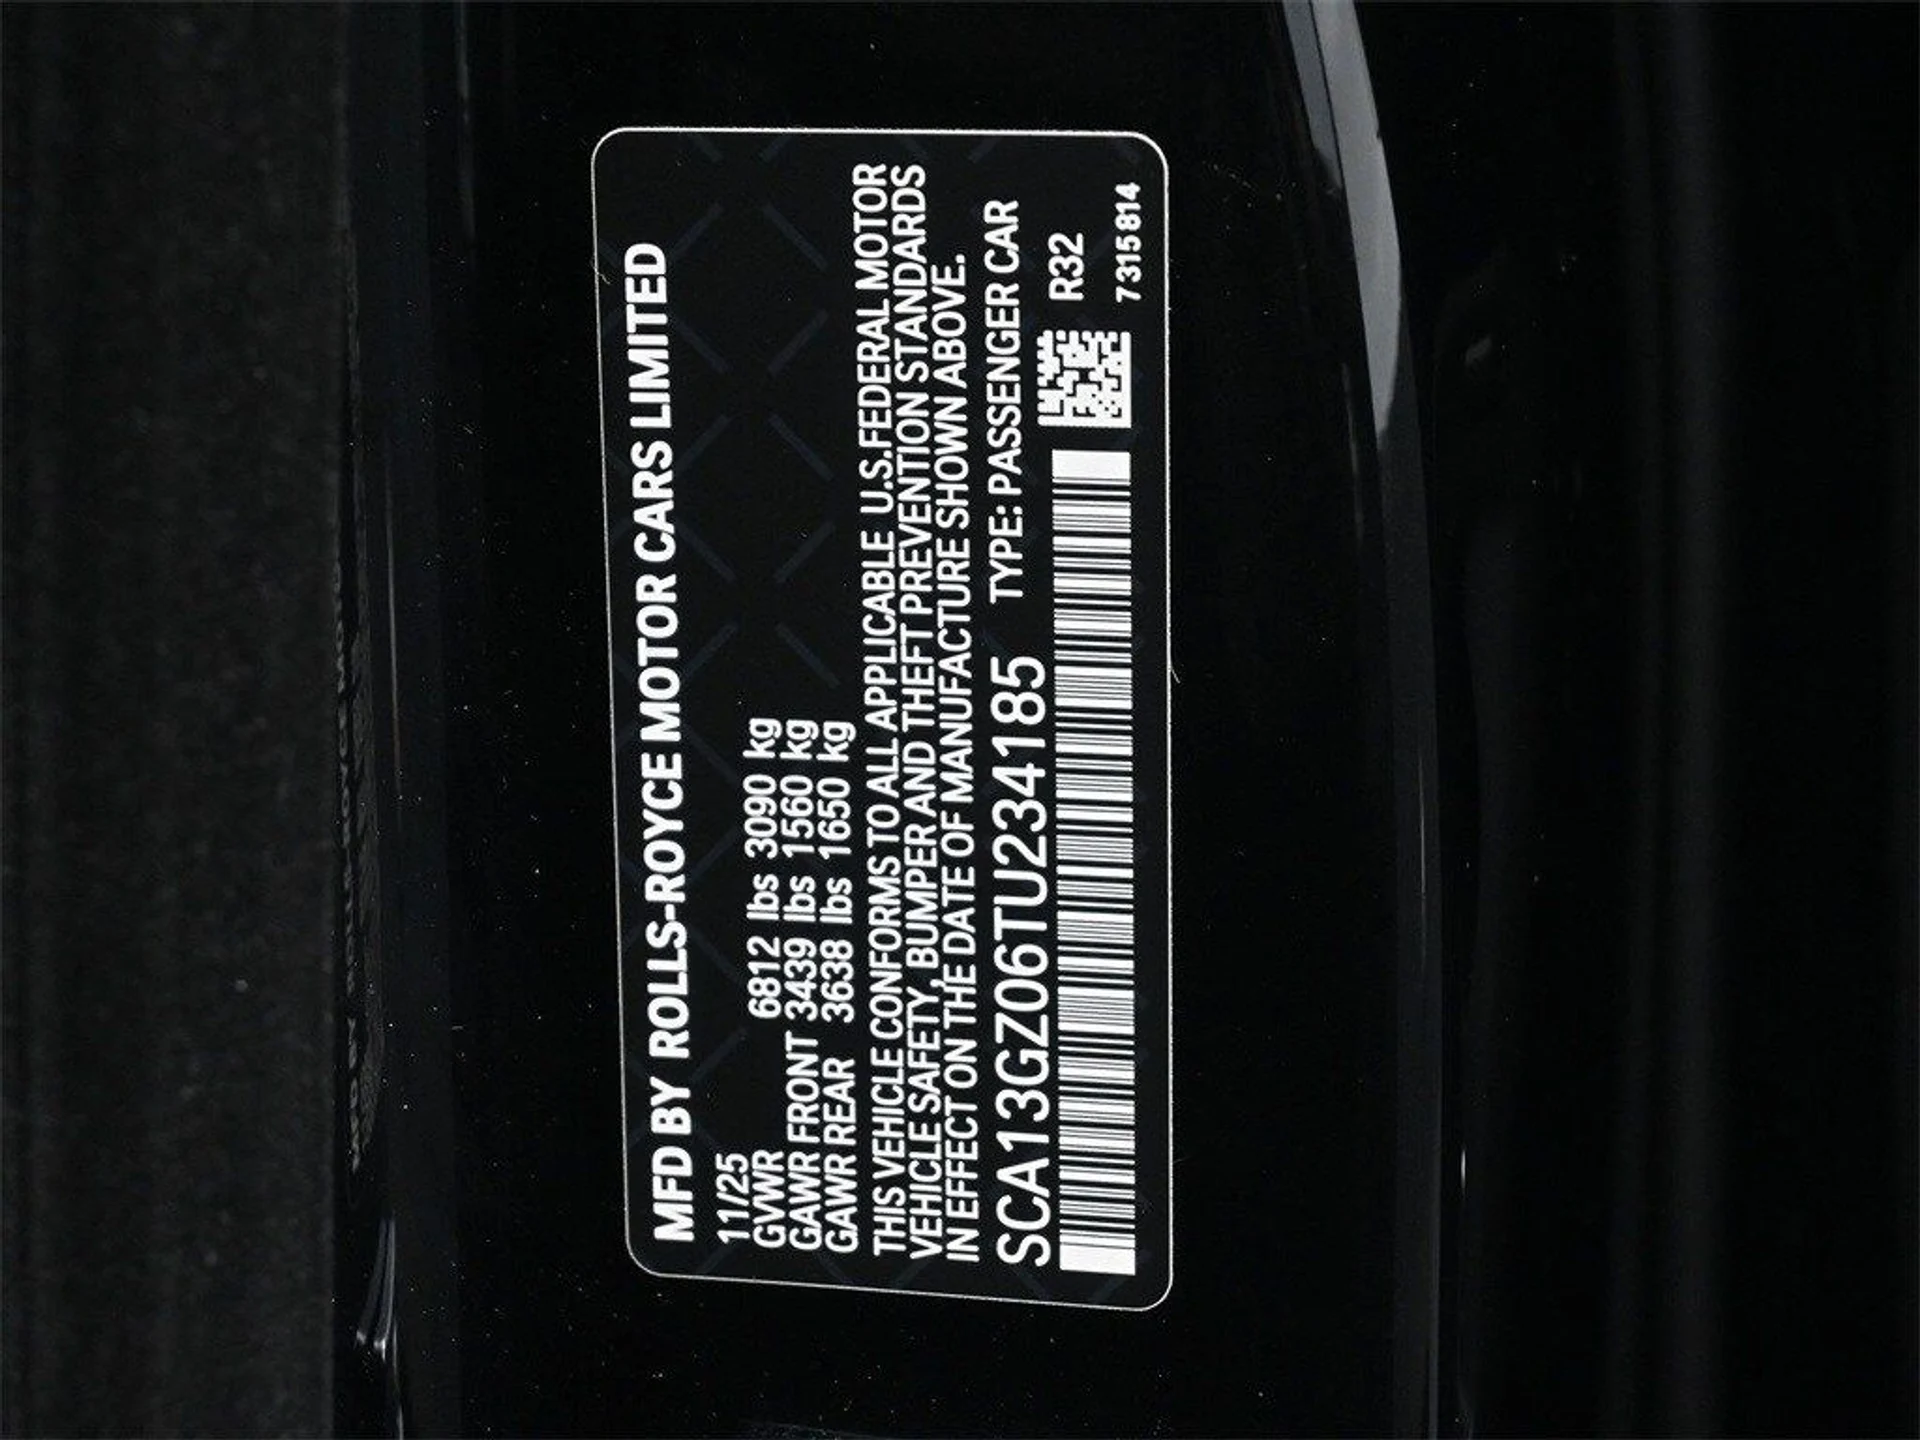 MFD BY ROLLS-ROYCE MOTOR CARS LIMITED
11/25
GVWR 6812 lbs 3090 kg
GAWR FRONT 3439 lbs 1560 kg
GAWR REAR 3638 lbs 1650 kg
THIS VEHICLE CONFORMS TO ALL APPLICABLE U.S.FEDERAL MOTOR
VEHICLE SAFETY, BUMPER AND THEFT PREVENTION STANDARDS
IN EFFECT ON THE DATE OF MANUFACTURE SHOWN ABOVE.
SCA13GZ06TU234185 TYPE: PASSENGER CAR
R32
7315814